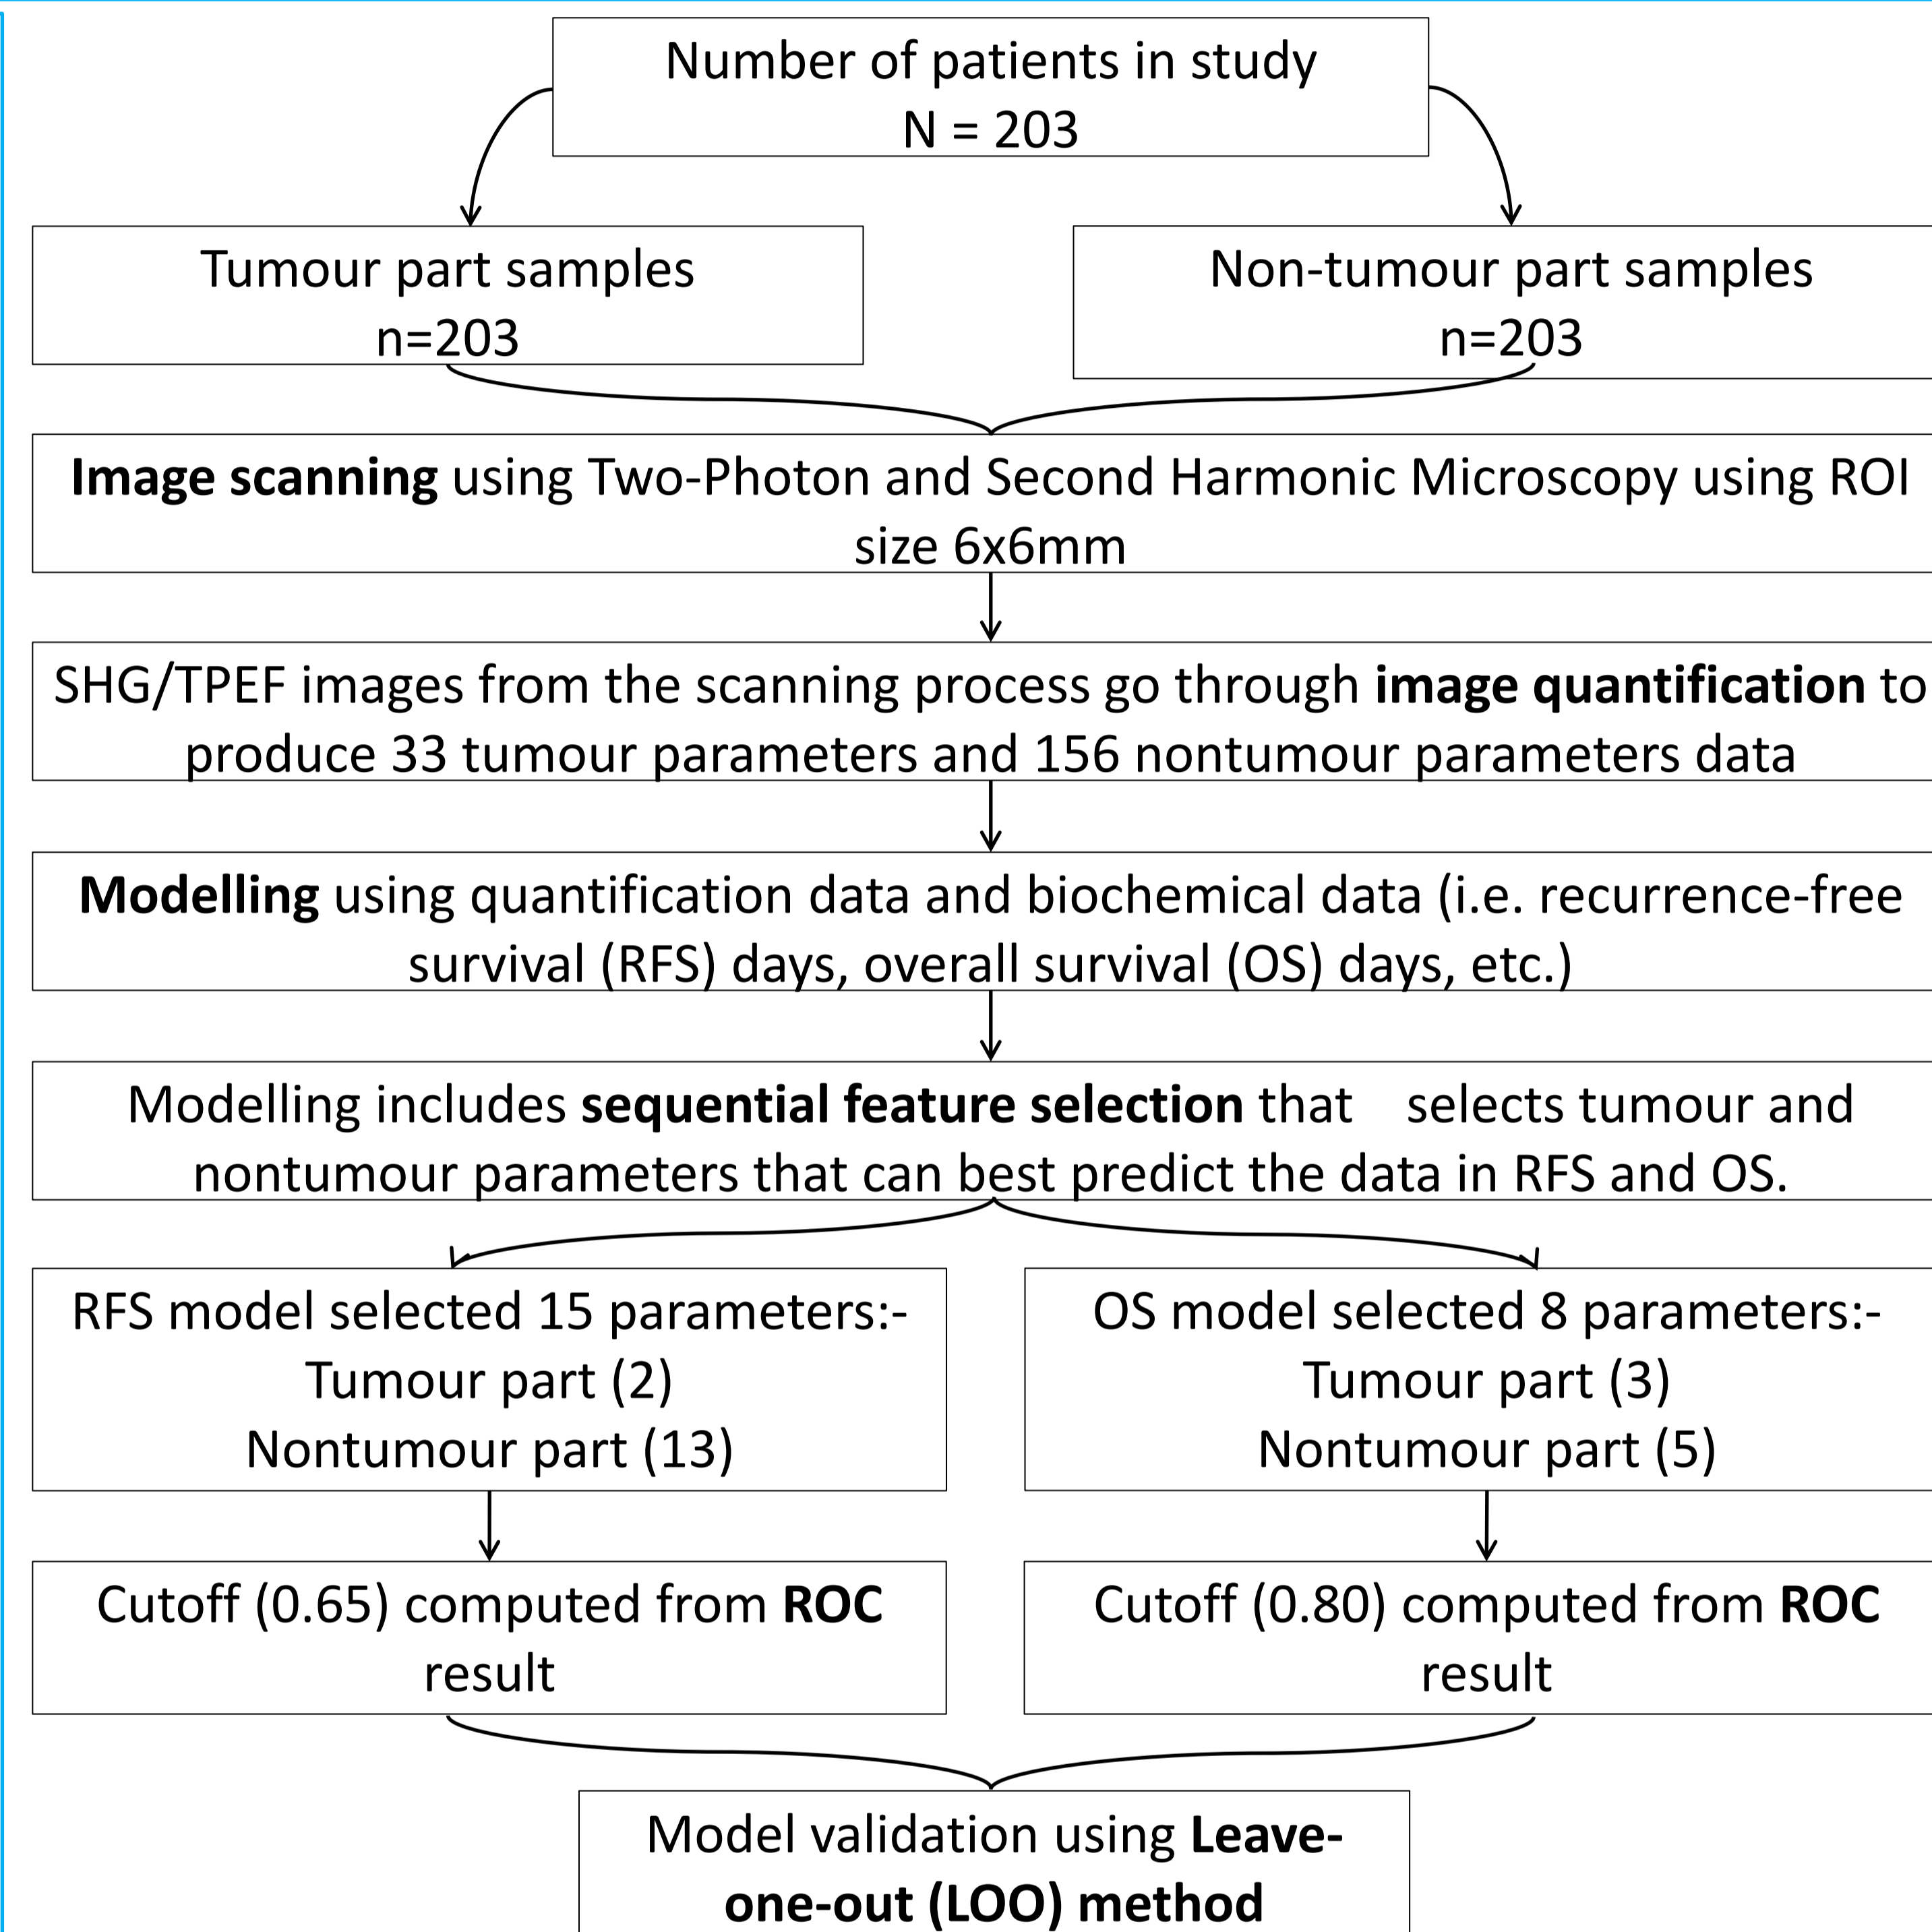 Number of patients in study
N = 203
Tumour part samples
n=203
Non-tumour part samples
n=203
Image scanning using Two-Photon and Second Harmonic Microscopy using ROI
size 6x6mm
SHG/TPEF images from the scanning process go through image quantification to
produce 33 tumour parameters and 156 nontumour parameters data
Modelling using quantification data and biochemical data (i.e. recurrence-free
survival (RFS) days, overall survival (OS) days, etc.)
Modelling includes sequential feature selection that selects tumour and
nontumour parameters that can best predict the data in RFS and OS.
RFS model selected 15 parameters:-
Tumour part (2)
Nontumour part (13)
OS model selected 8 parameters:-
Tumour part (3)
Nontumour part (5)
Cutoff (0.65) computed from ROC
result
Cutoff (0.80) computed from ROC
result
Model validation using Leave-
one-out (LOO) method